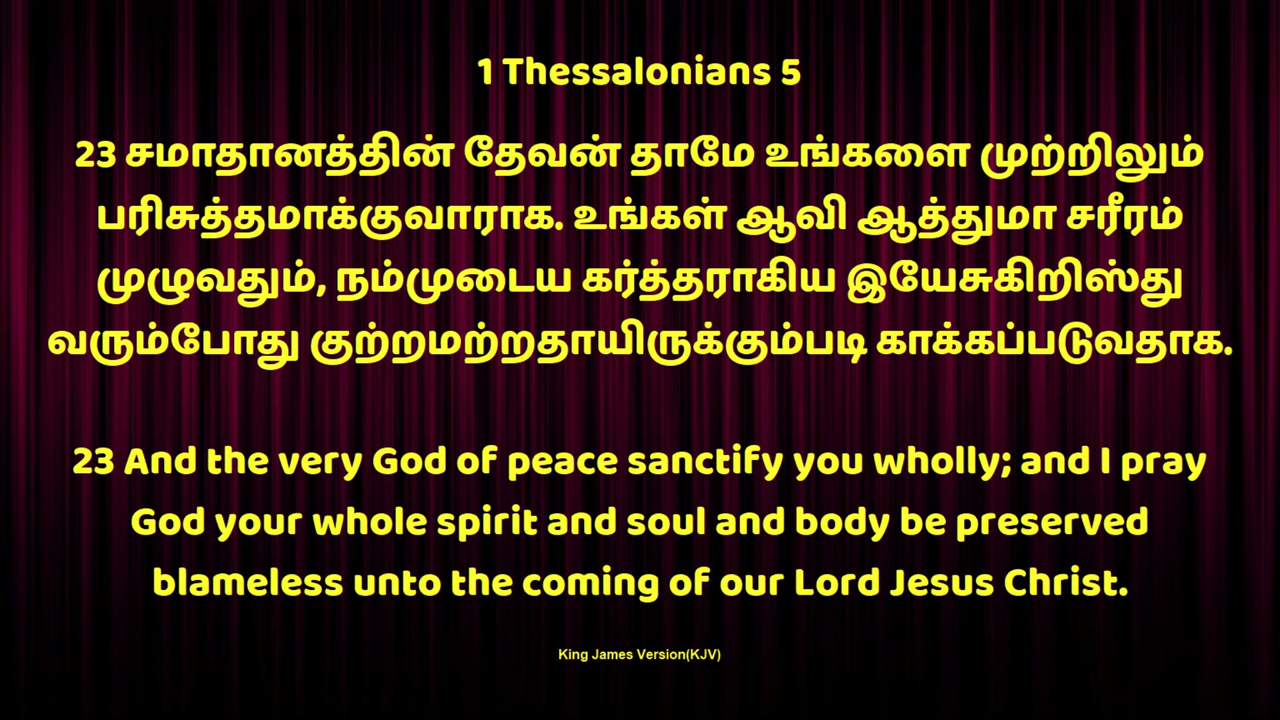 1 Thessalonians 5
23 சமாதானத்தின் தேவன் தாமே உங்களை முற்றிலும்
பரிசுத்தமாக்குவாராக. உங்கள் ஆவி ஆத்துமா சரீரம்
முழுவதும், நம்முடைய கர்த்தராகிய இயேசுகிறிஸ்து
வரும்போது குற்றமற்றதாயிருக்கும்படி காக்கப்படுவதாக.
23 And the very God of peace sanctify you wholly; and I pray
God your whole spirit and soul and body be preserved
blameless unto the coming of our Lord Jesus Christ.
King James Version(KJV)